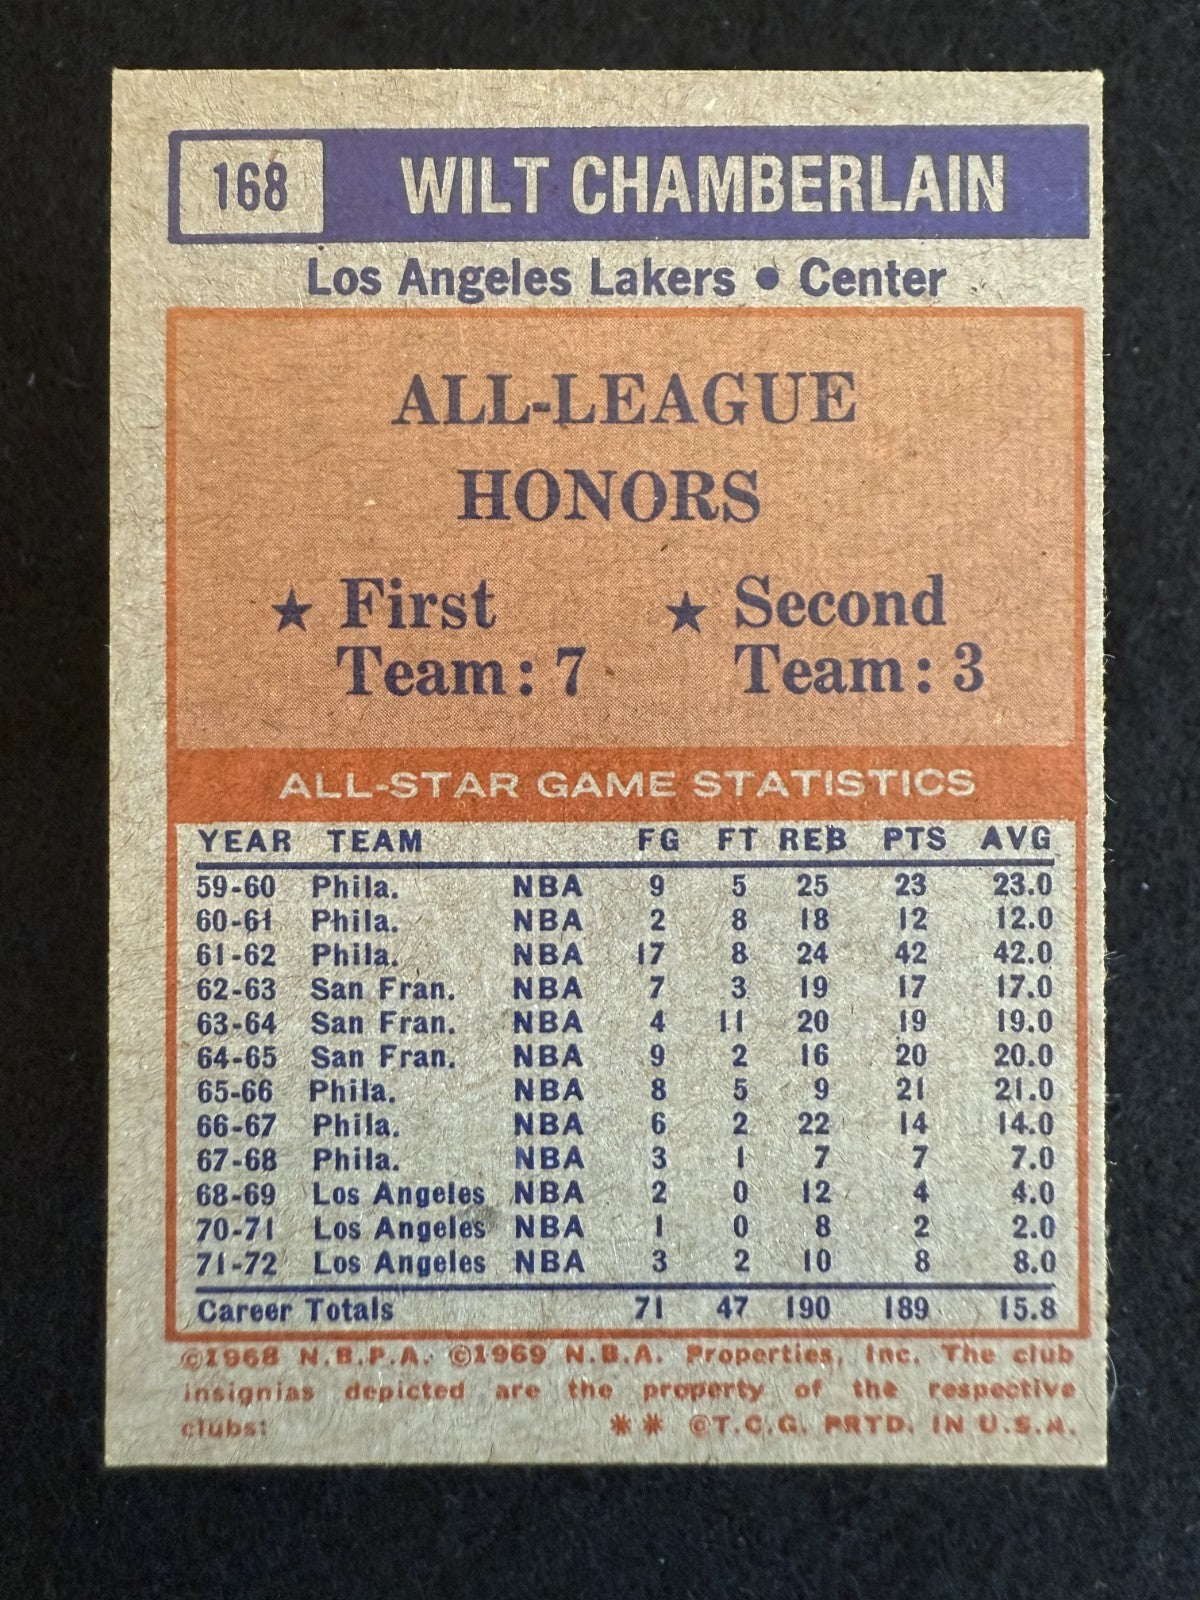 168 WILT CHAMBERLAIN
Los Angeles Lakers • Center
ALL-LEAGUE
HONORS
★ First ★ Second
Team: 7 Team: 3
ALL-STAR GAME STATISTICS
YEAR TEAM FG FT REB PTS AVG
59-60 Phila. NBA 9 5 25 23 23.0
60-61 Phila. NBA 2 8 18 12 12.0
61-62 Phila. NBA 17 8 24 42 42.0
62-63 San Fran. NBA 7 3 19 17 17.0
63-64 San Fran. NBA 4 11 20 19 19.0
64-65 San Fran. NBA 9 2 16 20 20.0
65-66 Phila. NBA 8 5 9 21 21.0
66-67 Phila. NBA 6 2 22 14 14.0
67-68 Phila. NBA 3 1 7 7 7.0
68-69 Los Angeles NBA 2 0 12 4 4.0
70-71 Los Angeles NBA 1 0 8 2 2.0
71-72 Los Angeles NBA 3 2 10 8 8.0
Career Totals 71 47 190 189 15.8
©1968 N.B.P.A. ©1969 N.B.A. Properties, Inc. The club
insignias depicted are the property of the respective
clubs: ** ©T.C.G. PRTD. IN U.S.A.